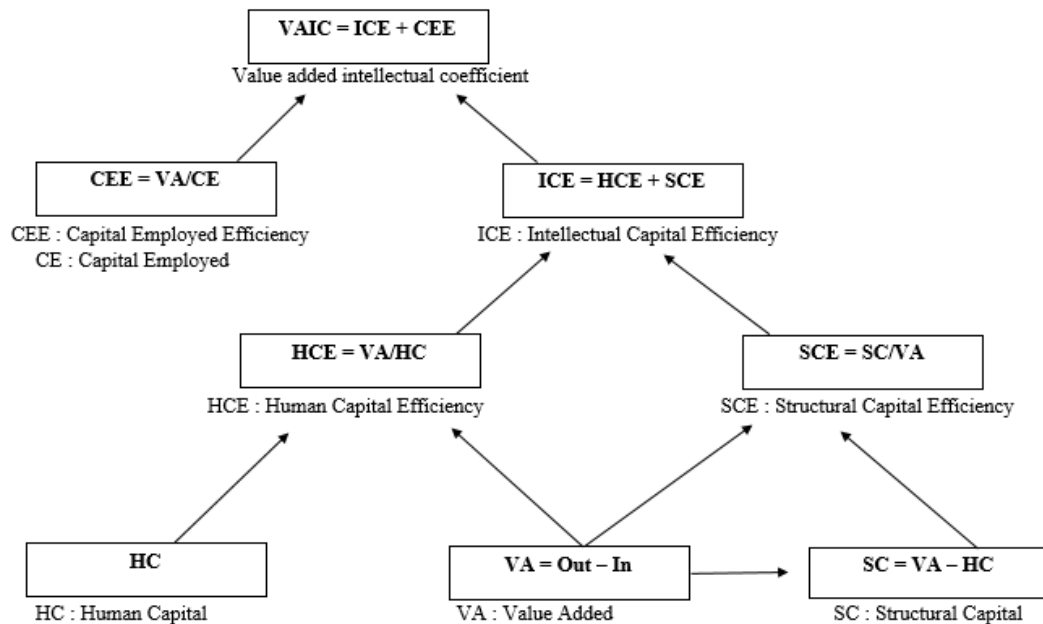 VAIC = ICE + CEE
Value added intellectual coefficient
CEE = VA/CE
CEE : Capital Employed Efficiency
CE : Capital Employed
ICE = HCE + SCE
ICE : Intellectual Capital Efficiency
HCE = VA/HC
HCE : Human Capital Efficiency
SCE = SC/VA
SCE : Structural Capital Efficiency
HC
HC : Human Capital
VA = Out – In
VA : Value Added
SC = VA – HC
SC : Structural Capital